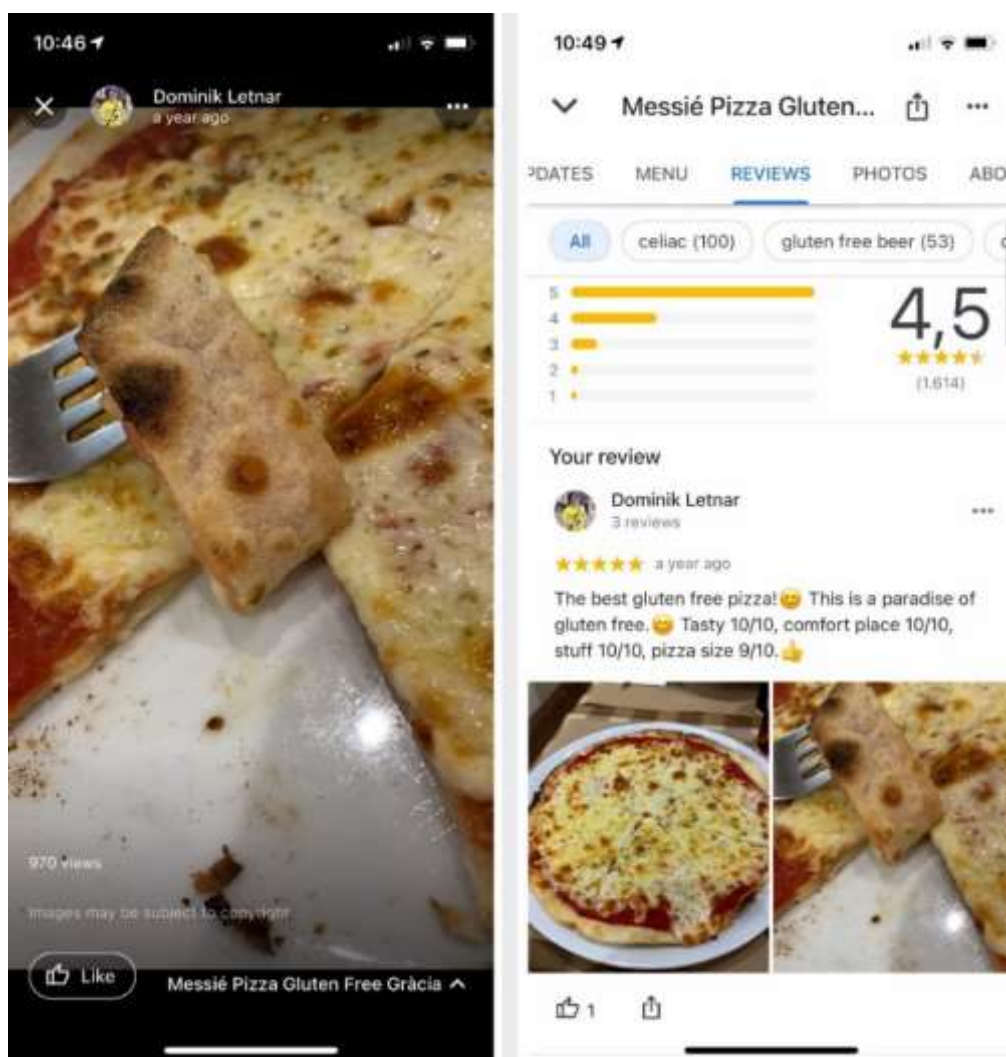 10:46
Dominik Letnar
a year ago
970 views
Images may be subject to copyright
Like
Messié Pizza Gluten Free Gràcia
10:49
Messié Pizza Gluten...
PDATES MENU REVIEWS PHOTOS ABO
All celiac (100) gluten free beer (53)
5
4
3
2
1
4,5
(1.614)
Your review
Dominik Letnar
3 reviews
a year ago
The best gluten free pizza!😊 This is a paradise of
gluten free.😊 Tasty 10/10, comfort place 10/10,
stuff 10/10, pizza size 9/10.👍
1